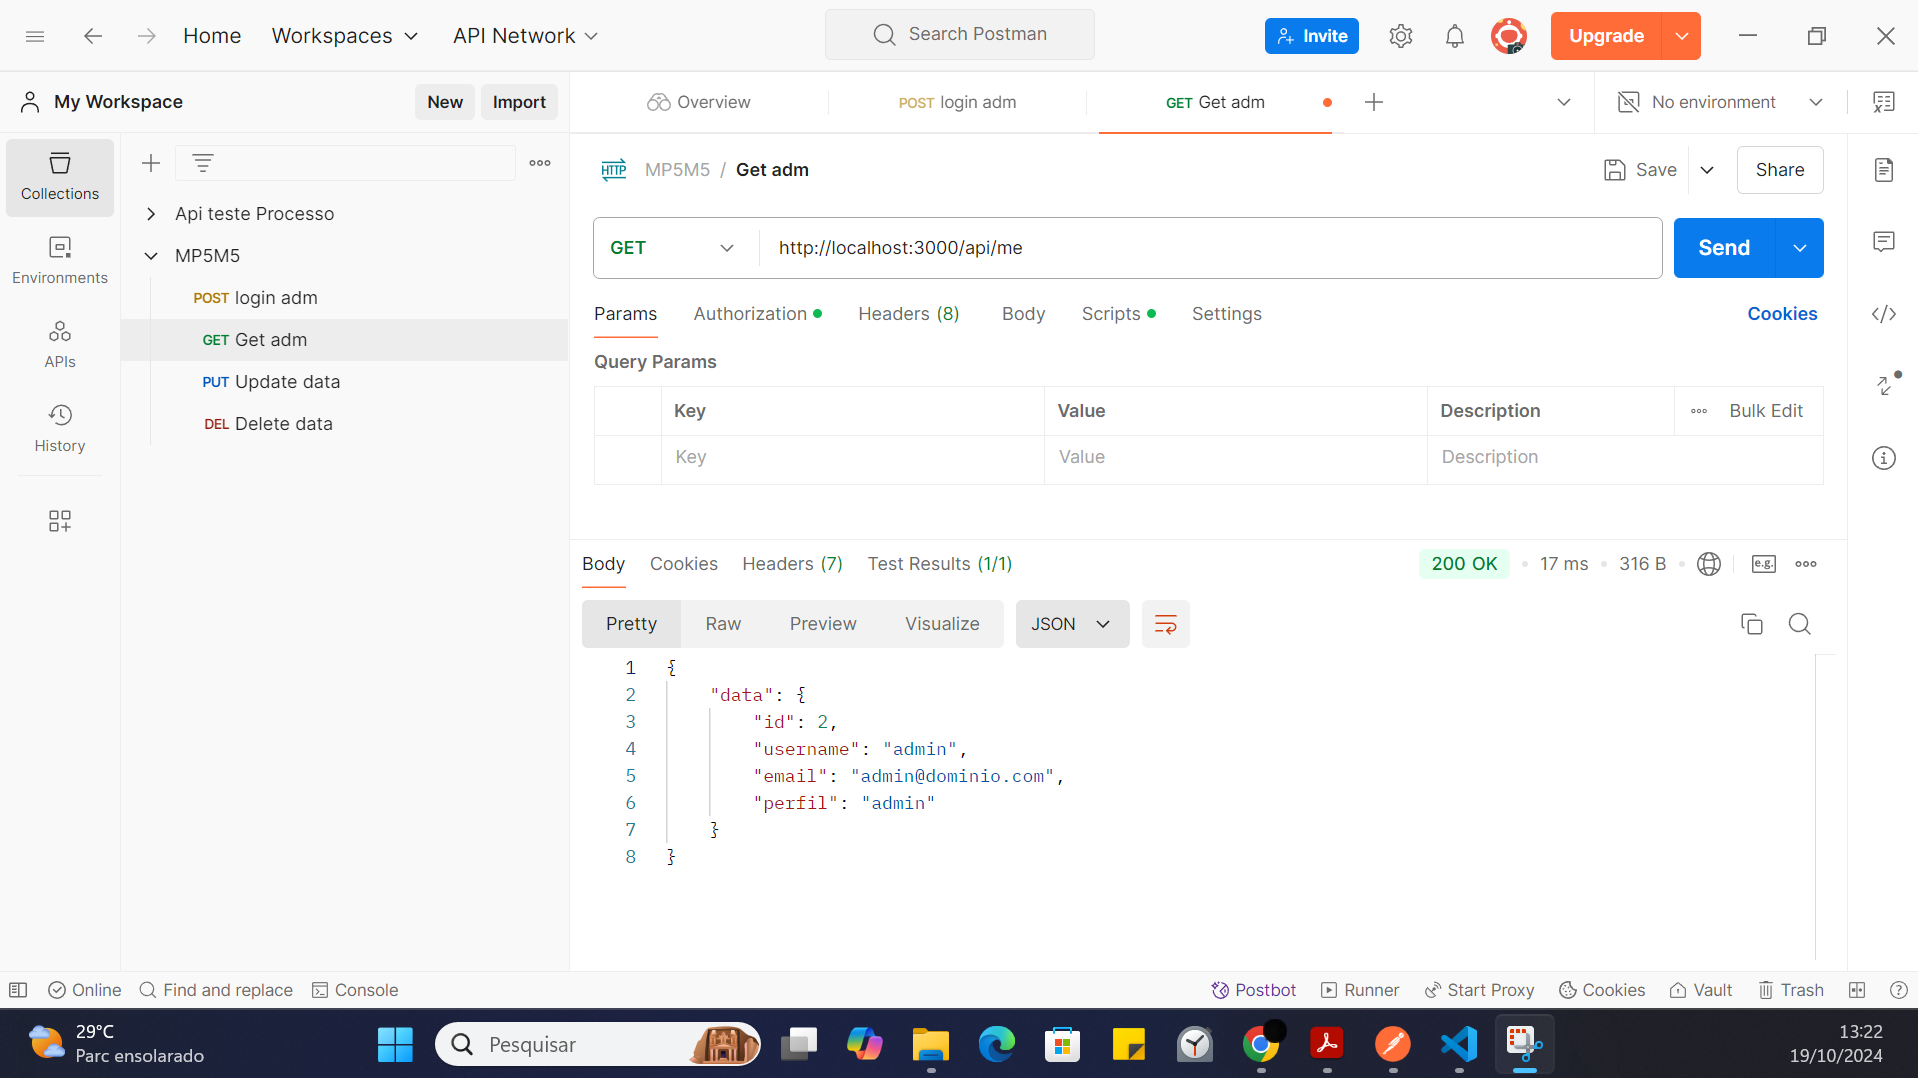 Home
Workspaces
API Network
Search Postman
Invite
Upgrade
My Workspace
New
Import
Overview
POST login adm
GET Get adm
No environment
Collections
Environments
APIs
History
Api teste Processo
MP5M5
POST login adm
GET Get adm
PUT Update data
DEL Delete data
HTTP MP5M5 / Get adm
Save
Share
GET
http://localhost:3000/api/me
Send
Params
Authorization
Headers (8)
Body
Scripts
Settings
Cookies
Query Params
Key
Value
Description
Bulk Edit
Key
Value
Description
Body
Cookies
Headers (7)
Test Results (1/1)
200 OK
17 ms
316 B
e.g.
Pretty
Raw
Preview
Visualize
JSON
1 {
2 "data": {
3 "id": 2,
4 "username": "admin",
5 "email": "admin@dominio.com",
6 "perfil": "admin"
7 }
8 }
Online
Find and replace
Console
Postbot
Runner
Start Proxy
Cookies
Vault
Trash
29°C
Parc ensolarado
Pesquisar
13:22
19/10/2024